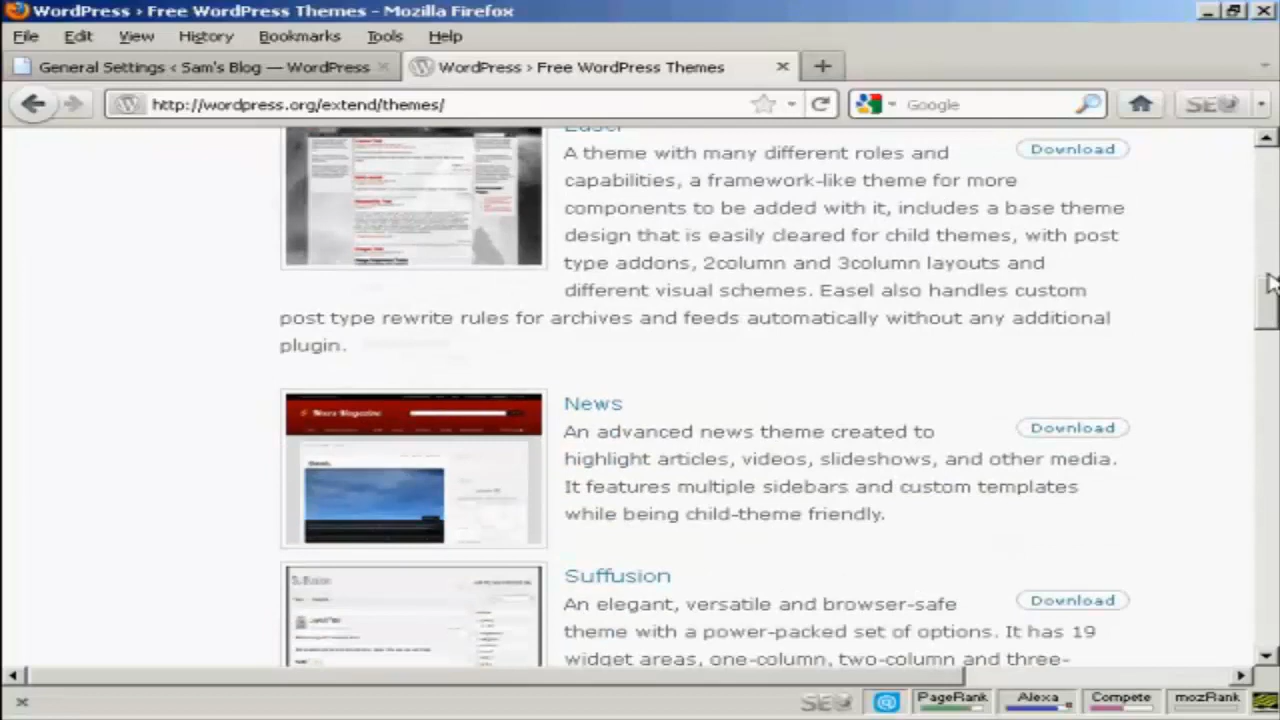 WordPress › Free WordPress Themes - Mozilla Firefox
File Edit View History Bookmarks Tools Help
General Settings ‹ Sam's Blog — WordPress
WordPress › Free WordPress Themes
http://wordpress.org/extend/themes/
Google
SEO
Easel
A theme with many different roles and
Download
capabilities, a framework-like theme for more
components to be added with it, includes a base theme
design that is easily cleared for child themes, with post
type addons, 2column and 3column layouts and
different visual schemes. Easel also handles custom
post type rewrite rules for archives and feeds automatically without any additional
plugin.
News Magazine
News
An advanced news theme created to
Download
highlight articles, videos, slideshows, and other media.
It features multiple sidebars and custom templates
while being child-theme friendly.
Suffusion
Suffusion
An elegant, versatile and browser-safe
Download
theme with a power-packed set of options. It has 19
widget areas, one-column, two-column and three-
SEO PageRank Alexa Compete mozRank